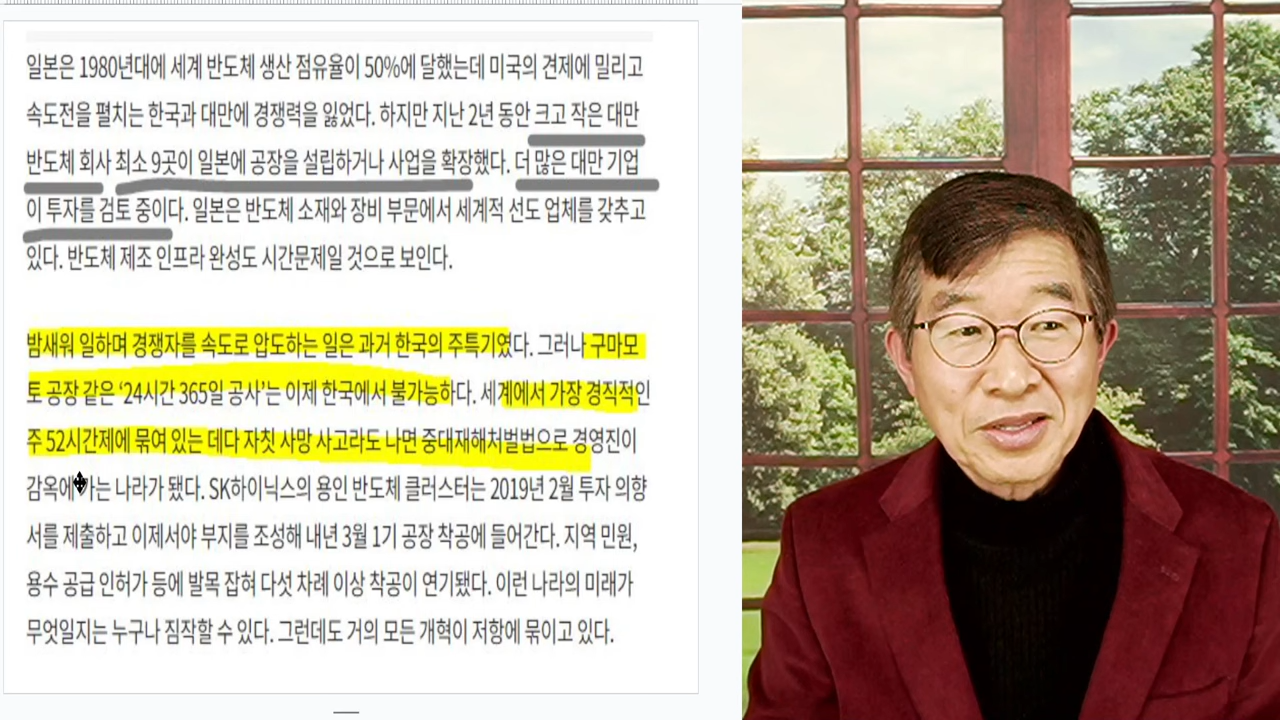 일본은 1980년대에 세계 반도체 생산 점유율이 50%에 달했는데 미국의 견제에 밀리고
속도전을 펼치는 한국과 대만에 경쟁력을 잃었다. 하지만 지난 2년 동안 크고 작은 대만
반도체 회사 최소 9곳이 일본에 공장을 설립하거나 사업을 확장했다. 더 많은 대만 기업
이 투자를 검토 중이다. 일본은 반도체 소재와 장비 부문에서 세계적 선도 업체를 갖추고
있다. 반도체 제조 인프라 완성도 시간문제일 것으로 보인다.
밤새워 일하며 경쟁자를 속도로 압도하는 일은 과거 한국의 주특기였다. 그러나 구마모
토 공장 같은 ‘24시간 365일 공사’는 이제 한국에서 불가능하다. 세계에서 가장 경직적인
주 52시간제에 묶여 있는 데다 자칫 사망 사고라도 나면 중대재해처벌법으로 경영진이
감옥에 가는 나라가 됐다. SK하이닉스의 용인 반도체 클러스터는 2019년 2월 투자 의향
서를 제출하고 이제서야 부지를 조성해 내년 3월 1기 공장 착공에 들어간다. 지역 민원,
용수 공급 인허가 등에 발목 잡혀 다섯 차례 이상 착공이 연기됐다. 이런 나라의 미래가
무엇일지는 누구나 짐작할 수 있다. 그런데도 거의 모든 개혁이 저항에 묶이고 있다.